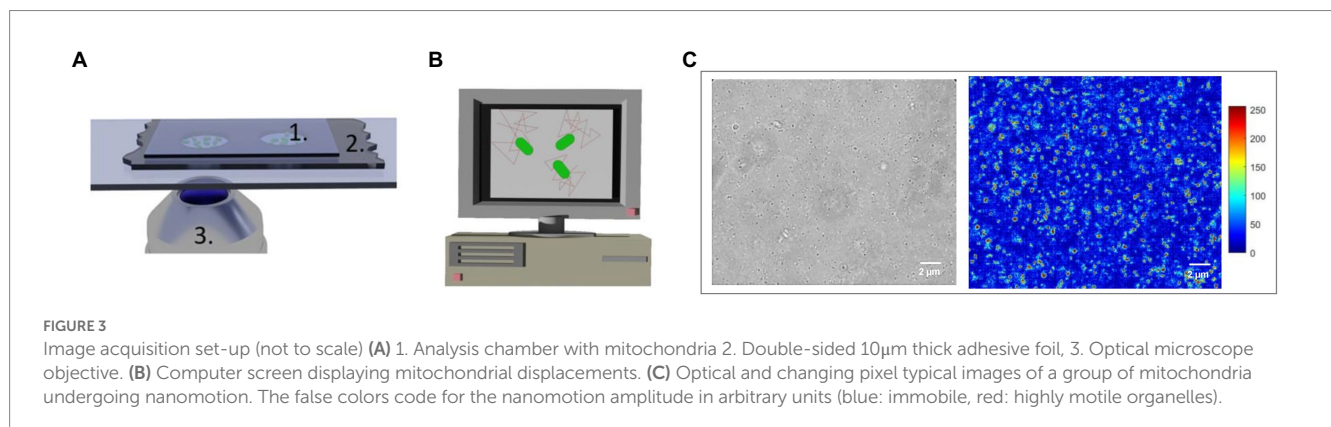 A
B
C
1.
2.
3.
2 µm
2 µm
250
200
150
100
50
0
FIGURE 3
Image acquisition set-up (not to scale) (A) 1. Analysis chamber with mitochondria 2. Double-sided 10µm thick adhesive foil, 3. Optical microscope
objective. (B) Computer screen displaying mitochondrial displacements. (C) Optical and changing pixel typical images of a group of mitochondria
undergoing nanomotion. The false colors code for the nanomotion amplitude in arbitrary units (blue: immobile, red: highly motile organelles).